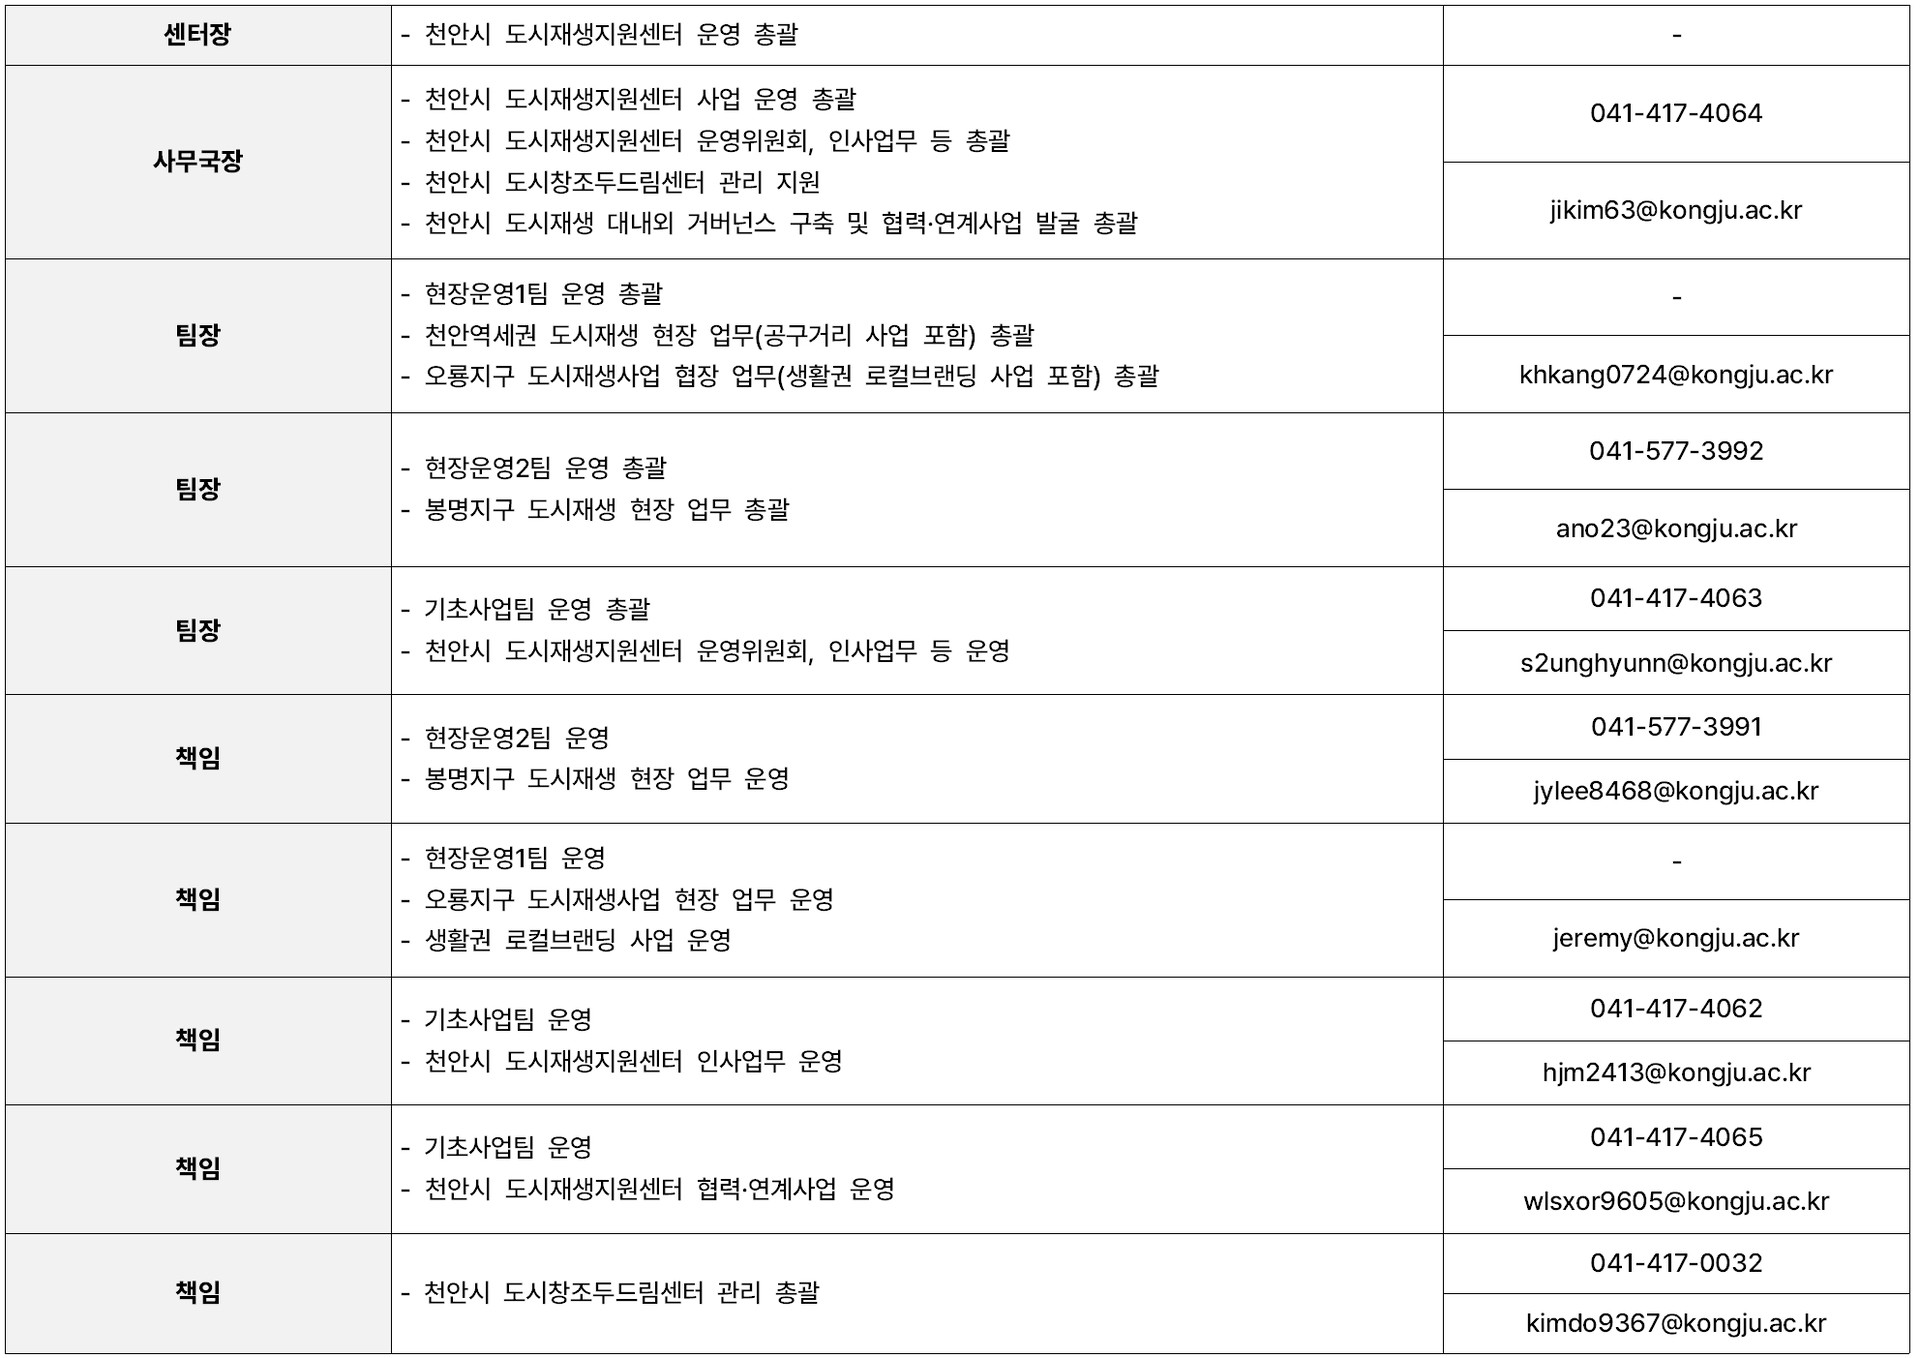 센터장
- 천안시 도시재생지원센터 운영 총괄
-
사무국장
- 천안시 도시재생지원센터 사업 운영 총괄
- 천안시 도시재생지원센터 운영위원회, 인사업무 등 총괄
- 천안시 도시창조두드림센터 관리 지원
- 천안시 도시재생 대내외 거버넌스 구축 및 협력·연계사업 발굴 총괄
041-417-4064
jikim63@kongju.ac.kr
팀장
- 현장운영1팀 운영 총괄
- 천안역세권 도시재생 현장 업무(공구거리 사업 포함) 총괄
- 오룡지구 도시재생사업 협장 업무(생활권 로컬브랜딩 사업 포함) 총괄
-
khkang0724@kongju.ac.kr
팀장
- 현장운영2팀 운영 총괄
- 봉명지구 도시재생 현장 업무 총괄
041-577-3992
ano23@kongju.ac.kr
팀장
- 기초사업팀 운영 총괄
- 천안시 도시재생지원센터 운영위원회, 인사업무 등 운영
041-417-4063
s2unghyunn@kongju.ac.kr
책임
- 현장운영2팀 운영
- 봉명지구 도시재생 현장 업무 운영
041-577-3991
jylee8468@kongju.ac.kr
책임
- 현장운영1팀 운영
- 오룡지구 도시재생사업 현장 업무 운영
- 생활권 로컬브랜딩 사업 운영
-
jeremy@kongju.ac.kr
책임
- 기초사업팀 운영
- 천안시 도시재생지원센터 인사업무 운영
041-417-4062
hjm2413@kongju.ac.kr
책임
- 기초사업팀 운영
- 천안시 도시재생지원센터 협력·연계사업 운영
041-417-4065
wlsxor9605@kongju.ac.kr
책임
- 천안시 도시창조두드림센터 관리 총괄
041-417-0032
kimdo9367@kongju.ac.kr